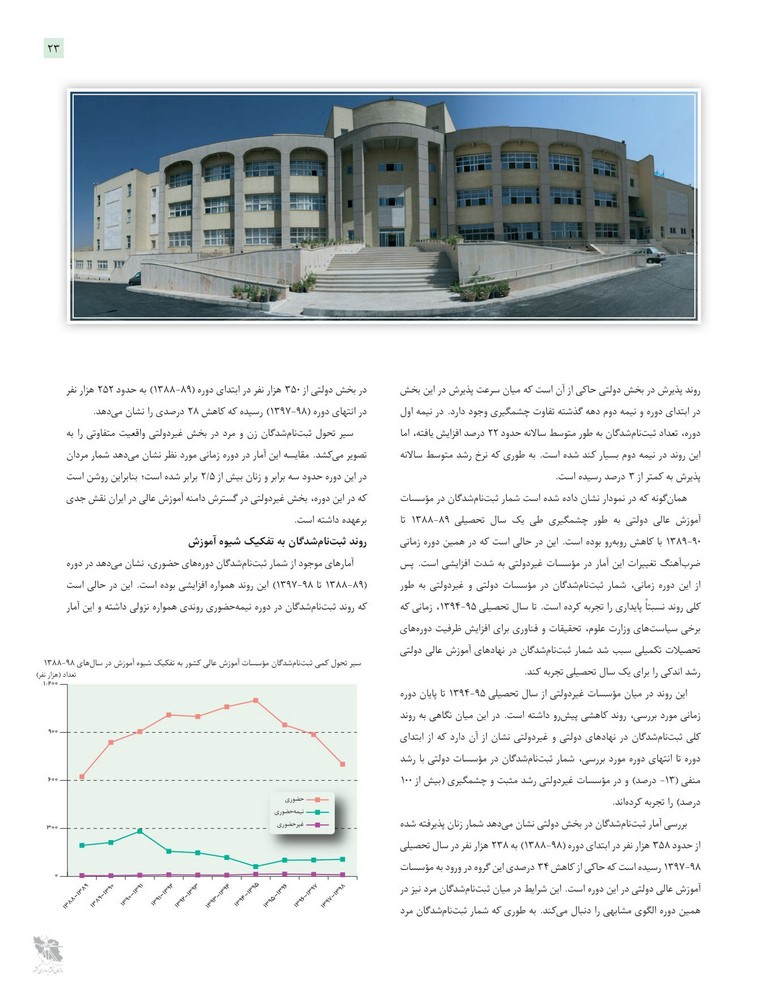 ۲۳
روند پذیرش در بخش دولتی حاکی از آن است که میان سرعت پذیرش در این بخش
در ابتدای دوره و نیمه دوم دهه گذشته تفاوت چشمگیری وجود دارد. در نیمه اول
دوره، تعداد ثبت‌نام‌شدگان به طور متوسط سالانه حدود ۲۲ درصد افزایش یافته، اما
این روند در نیمه دوم بسیار کند شده است. به طوری که نرخ رشد متوسط سالانه
پذیرش به کمتر از ۳ درصد رسیده است.
همان‌گونه که در نمودار نشان داده شده است شمار ثبت‌نام‌شدگان در مؤسسات
آموزش عالی دولتی به طور چشمگیری طی یک سال تحصیلی ۸۹-۱۳۸۸ تا
۹۰-۱۳۸۹ با کاهش روبه‌رو بوده است. این در حالی است که در همین دوره زمانی
ضرب‌آهنگ تغییرات این آمار در مؤسسات غیردولتی به شدت افزایشی است. پس
از این دوره زمانی، شمار ثبت‌نام‌شدگان در مؤسسات دولتی و غیردولتی به طور
کلی روند نسبتاً پایداری را تجربه کرده است. تا سال تحصیلی ۹۵-۱۳۹۴، زمانی که
برخی سیاست‌های وزارت علوم، تحقیقات و فناوری برای افزایش ظرفیت دوره‌های
تحصیلات تکمیلی سبب شد شمار ثبت‌نام‌شدگان در نهادهای آموزش عالی دولتی
رشد اندکی را برای یک سال تحصیلی تجربه کند.
این روند در میان مؤسسات غیردولتی از سال تحصیلی ۹۵-۱۳۹۴ تا پایان دوره
زمانی مورد بررسی، روند کاهشی پیش‌رو داشته است. در این میان نگاهی به روند
کلی ثبت‌نام‌شدگان در نهادهای دولتی و غیردولتی نشان از آن دارد که از ابتدای
دوره تا انتهای دوره مورد بررسی، شمار ثبت‌نام‌شدگان در مؤسسات دولتی با رشد
منفی (۱۳- درصد) و در مؤسسات غیردولتی رشد مثبت و چشمگیری (بیش از ۱۰۰
درصد) را تجربه کرده‌اند.
بررسی آمار ثبت‌نام‌شدگان در بخش دولتی نشان می‌دهد شمار زنان پذیرفته شده
از حدود ۳۵۸ هزار نفر در ابتدای دوره (۹۸-۱۳۸۸) به ۲۳۸ هزار نفر در سال تحصیلی
۹۸-۱۳۹۷ رسیده است که حاکی از کاهش ۳۴ درصدی این گروه در ورود به مؤسسات
آموزش عالی دولتی در این دوره است. این شرایط در میان ثبت‌نام‌شدگان مرد نیز در
همین دوره الگوی مشابهی را دنبال می‌کند. به طوری که شمار ثبت‌نام‌شدگان مرد
در بخش دولتی از ۳۵۰ هزار نفر در ابتدای دوره (۸۹-۱۳۸۸) به حدود ۲۵۲ هزار نفر
در انتهای دوره (۹۸-۱۳۹۷) رسیده که کاهش ۲۸ درصدی را نشان می‌دهد.
سیر تحول ثبت‌نام‌شدگان زن و مرد در بخش غیردولتی واقعیت متفاوتی را به
تصویر می‌کشد. مقایسه این آمار در دوره زمانی مورد نظر نشان می‌دهد شمار مردان
در این دوره حدود سه برابر و زنان بیش از ۲/۵ برابر شده است؛ بنابراین روشن است
که در این دوره، بخش غیردولتی در گسترش دامنه آموزش عالی در ایران نقش جدی
برعهده داشته است.
روند ثبت‌نام‌شدگان به تفکیک شیوه آموزش
آمارهای موجود از شمار ثبت‌نام‌شدگان دوره‌های حضوری، نشان می‌دهد در دوره
(۸۹-۱۳۸۸ تا ۹۸-۱۳۹۷) این روند همواره افزایشی بوده است. این در حالی است
که روند ثبت‌نام‌شدگان در دوره نیمه‌حضوری روندی همواره نزولی داشته و این آمار
سیر تحول کمی ثبت‌نام‌شدگان مؤسسات آموزش عالی کشور به تفکیک شیوه آموزش در سال‌های ۹۸-۱۳۸۸
تعداد (هزار نفر)
۱۰۲۰۰
۹۰۰
۶۰۰
۳۰۰
۰
حضوری
نیمه‌حضوری
غیرحضوری
۱۳۸۸-۱۳۸۹
۱۳۸۹-۱۳۹۰
۱۳۹۰-۱۳۹۱
۱۳۹۱-۱۳۹۲
۱۳۹۲-۱۳۹۳
۱۳۹۳-۱۳۹۴
۱۳۹۴-۱۳۹۵
۱۳۹۵-۱۳۹۶
۱۳۹۶-۱۳۹۷
۱۳۹۷-۱۳۹۸